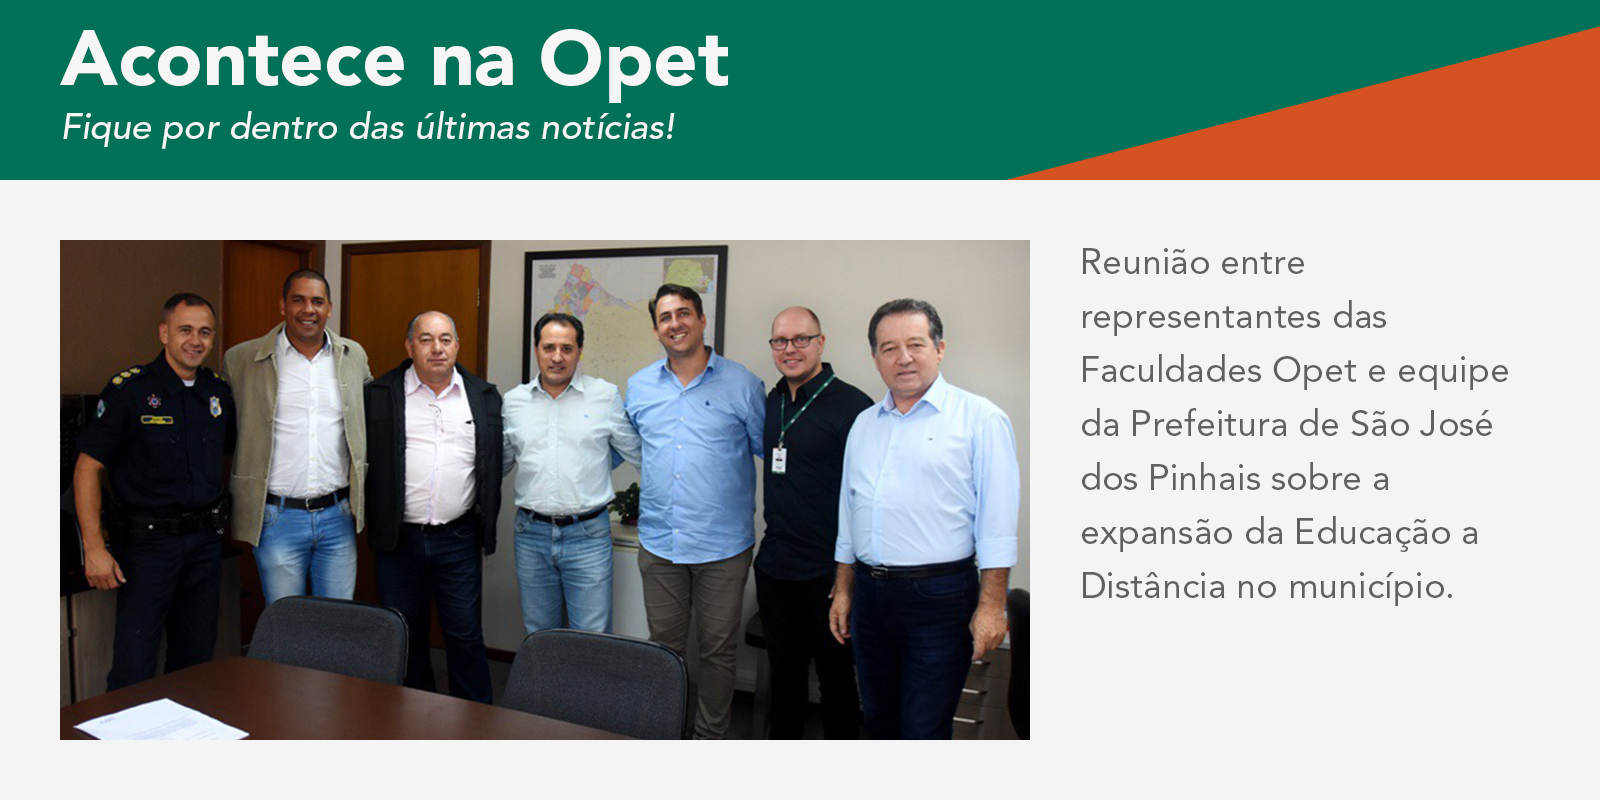 Acontece na Opet
Fique por dentro das últimas notícias!
Reunião entre
representantes das
Faculdades Opet e equipe
da Prefeitura de São José
dos Pinhais sobre a
expansão da Educação a
Distância no município.